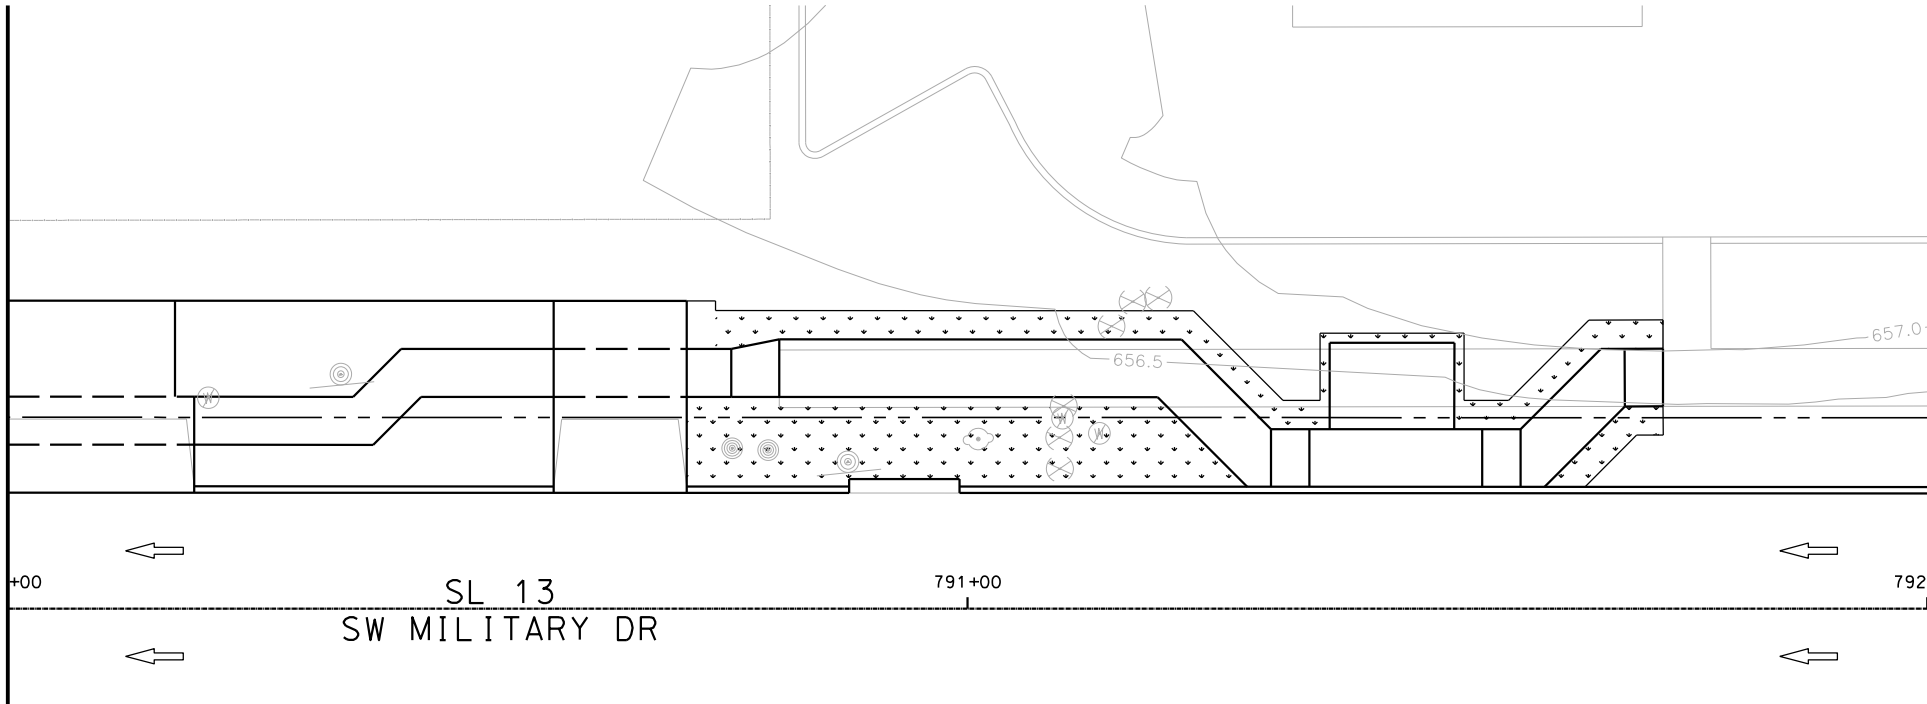 657.0
656.5
W
W
W
+00
791+00
792
SL 13
SW MILITARY DR